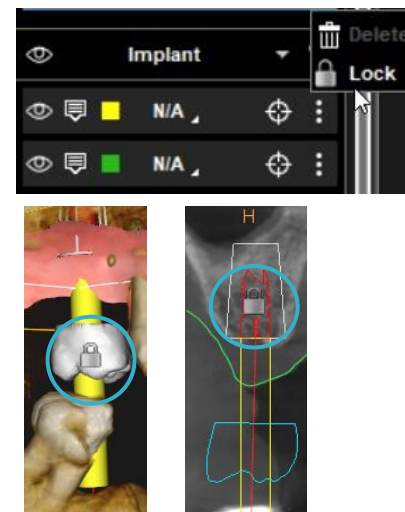 Delete
Implant
Lock
N/A
N/A
H